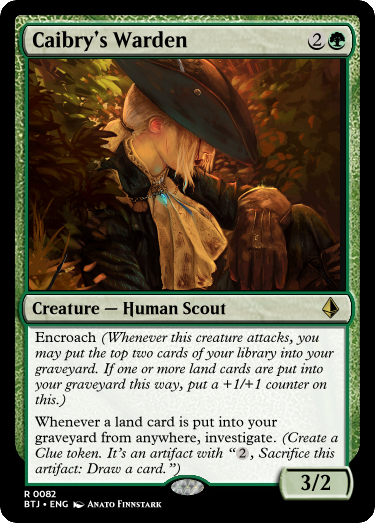 Caibry's Warden 2
Creature — Human Scout
Encroach (Whenever this creature attacks, you
may put the top two cards of your library into your
graveyard. If one or more land cards are put into
your graveyard this way, put a +1/+1 counter on
this.)
Whenever a land card is put into your
graveyard from anywhere, investigate. (Create a
Clue token. It's an artifact with “2, Sacrifice this
artifact: Draw a card.”)
3/2
R 0082
BTJ • ENG Anato Finnstark